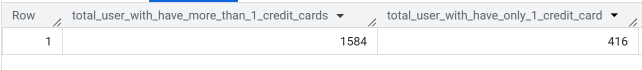 Row total_user_with_have_more_than_1_credit_cards total_user_with_have_only_1_credit_card
1 1584 416